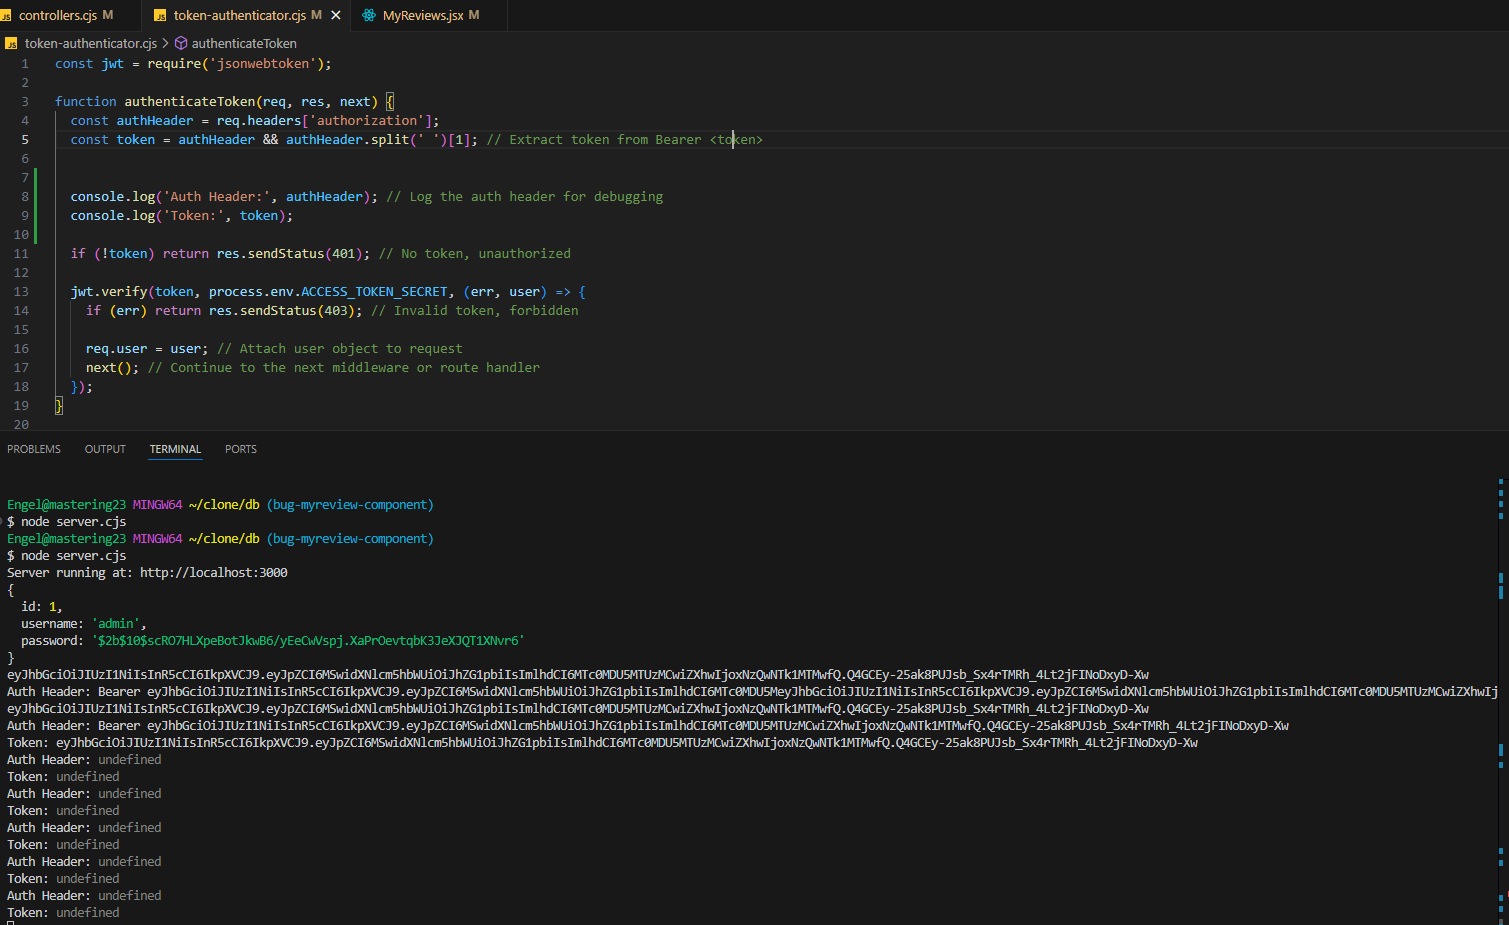 JS controllers.cjs M JS token-authenticator.cjs M × MyReviews.jsx M
JS token-authenticator.cjs > authenticateToken
1 const jwt = require('jsonwebtoken');
2
3 function authenticateToken(req, res, next) {
4 const authHeader = req.headers['authorization'];
5 const token = authHeader && authHeader.split(' ')[1]; // Extract token from Bearer <token>
6
7
8 console.log('Auth Header:', authHeader); // Log the auth header for debugging
9 console.log('Token:', token);
10
11 if (!token) return res.sendStatus(401); // No token, unauthorized
12
13 jwt.verify(token, process.env.ACCESS_TOKEN_SECRET, (err, user) => {
14 if (err) return res.sendStatus(403); // Invalid token, forbidden
15
16 req.user = user; // Attach user object to request
17 next(); // Continue to the next middleware or route handler
18 });
19 }
20
PROBLEMS OUTPUT TERMINAL PORTS
Engel@mastering23 MINGW64 ~/clone/db (bug-myreview-component)
$ node server.cjs
Engel@mastering23 MINGW64 ~/clone/db (bug-myreview-component)
$ node server.cjs
Server running at: http://localhost:3000
{
id: 1,
username: 'admin',
password: '$2b$10$scRO7HLXpeBotJkwB6/yEeCwVspj.XaPrOevtqbK3JeXJQT1XNvr6'
}
eyJhbGciOiJIUzI1NiIsInR5cCI6IkpXVCJ9.eyJpZCI6MSwidXNlcm5hbWUiOiJhZG1pbiIsImlhdCI6MTc0MDU5MTUzMCwiZXhwIjoxNzQwNTk1MTMwfQ.Q4GCEy-25ak8PUJsb_Sx4rTMRh_4Lt2jFINoDxyD-Xw
Auth Header: Bearer eyJhbGciOiJIUzI1NiIsInR5cCI6IkpXVCJ9.eyJpZCI6MSwidXNlcm5hbWUiOiJhZG1pbiIsImlhdCI6MTc0MDU5MeyJhbGciOiJIUzI1NiIsInR5cCI6IkpXVCJ9.eyJpZCI6MSwidXNlcm5hbWUiOiJhZG1pbiIsImlhdCI6MTc0MDU5MTUzMCwiZXhwIj
eyJhbGciOiJIUzI1NiIsInR5cCI6IkpXVCJ9.eyJpZCI6MSwidXNlcm5hbWUiOiJhZG1pbiIsImlhdCI6MTc0MDU5MTUzMCwiZXhwIjoxNzQwNTk1MTMwfQ.Q4GCEy-25ak8PUJsb_Sx4rTMRh_4Lt2jFINoDxyD-Xw
Auth Header: Bearer eyJhbGciOiJIUzI1NiIsInR5cCI6IkpXVCJ9.eyJpZCI6MSwidXNlcm5hbWUiOiJhZG1pbiIsImlhdCI6MTc0MDU5MTUzMCwiZXhwIjoxNzQwNTk1MTMwfQ.Q4GCEy-25ak8PUJsb_Sx4rTMRh_4Lt2jFINoDxyD-Xw
Token: eyJhbGciOiJIUzI1NiIsInR5cCI6IkpXVCJ9.eyJpZCI6MSwidXNlcm5hbWUiOiJhZG1pbiIsImlhdCI6MTc0MDU5MTUzMCwiZXhwIjoxNzQwNTk1MTMwfQ.Q4GCEy-25ak8PUJsb_Sx4rTMRh_4Lt2jFINoDxyD-Xw
Auth Header: undefined
Token: undefined
Auth Header: undefined
Token: undefined
Auth Header: undefined
Token: undefined
Auth Header: undefined
Token: undefined
Auth Header: undefined
Token: undefined